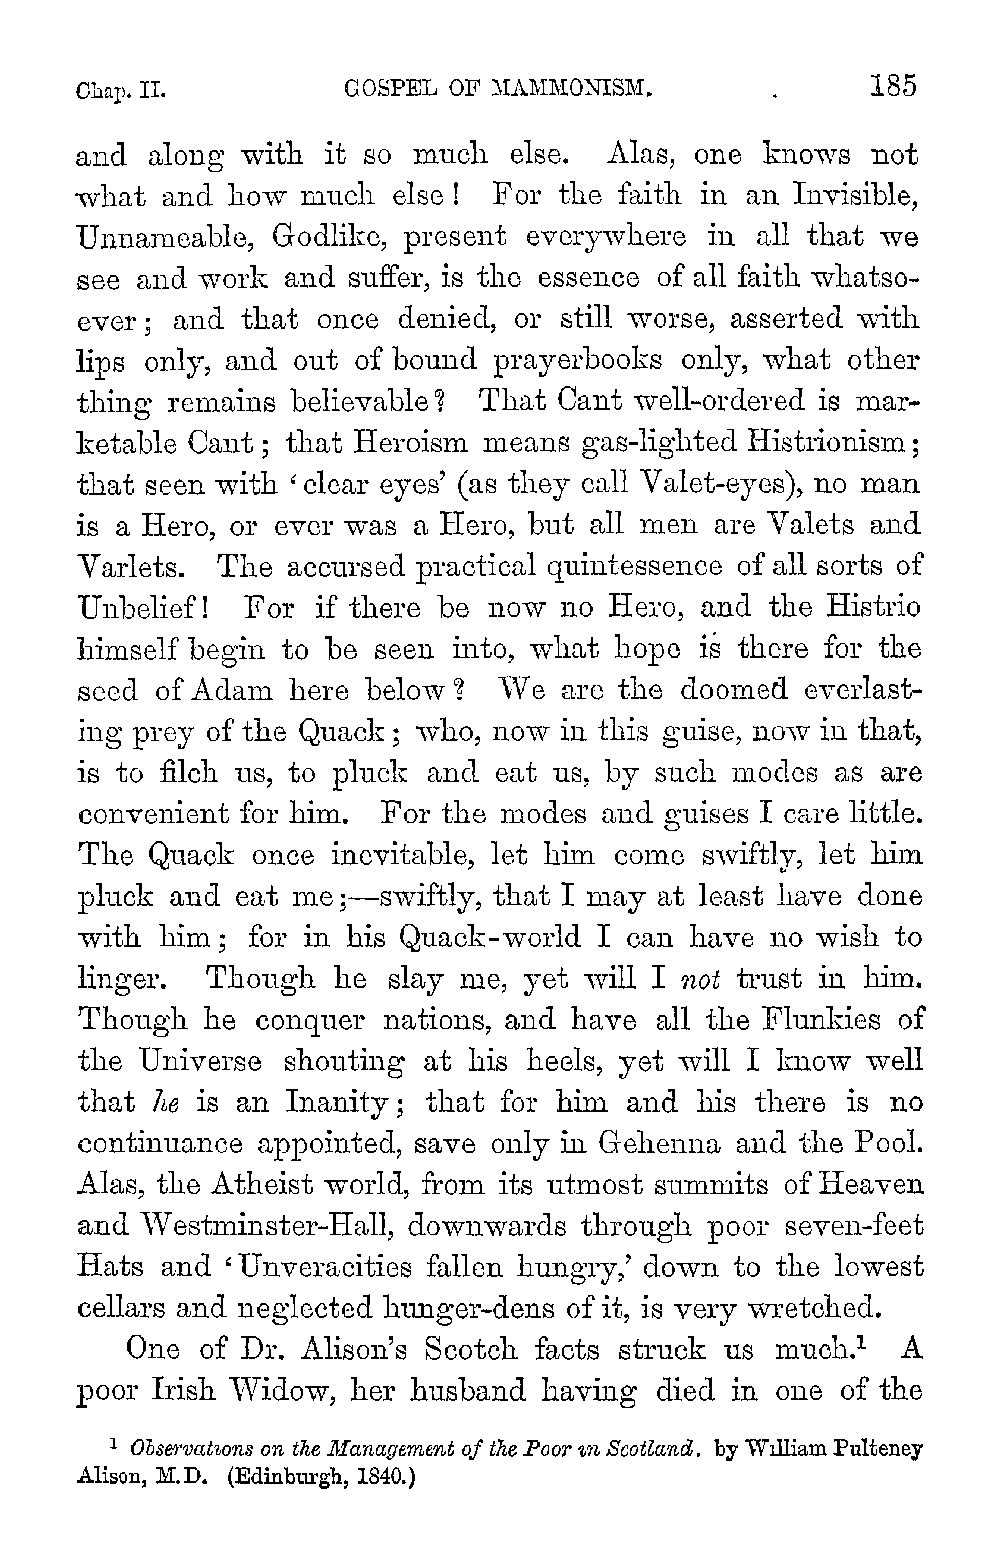 Chap. II. GOSPEL OF MAMMONISM. 185
and along with it so much else. Alas, one knows not
what and how much else! For the faith in an Invisible,
Unnameable, Godlike, present everywhere in all that we
see and work and suffer, is the essence of all faith whatso-
ever; and that once denied, or still worse, asserted with
lips only, and out of bound prayerbooks only, what other
thing remains believable? That Cant well-ordered is mar-
ketable Cant; that Heroism means gas-lighted Histrionism;
that seen with ‘clear eyes’ (as they call Valet-eyes), no man
is a Hero, or ever was a Hero, but all men are Valets and
Varlets. The accursed practical quintessence of all sorts of
Unbelief! For if there be now no Hero, and the Histrio
himself begin to be seen into, what hope is there for the
seed of Adam here below? We are the doomed everlast-
ing prey of the Quack; who, now in this guise, now in that,
is to filch us, to pluck and eat us, by such modes as are
convenient for him. For the modes and guises I care little.
The Quack once inevitable, let him come swiftly, let him
pluck and eat me;—swiftly, that I may at least have done
with him; for in his Quack-world I can have no wish to
linger. Though he slay me, yet will I not trust in him.
Though he conquer nations, and have all the Flunkies of
the Universe shouting at his heels, yet will I know well
that he is an Inanity; that for him and his there is no
continuance appointed, save only in Gehenna and the Pool.
Alas, the Atheist world, from its utmost summits of Heaven
and Westminster-Hall, downwards through poor seven-feet
Hats and ‘Unveracities fallen hungry,’ down to the lowest
cellars and neglected hunger-dens of it, is very wretched.
One of Dr. Alison’s Scotch facts struck us much.¹ A
poor Irish Widow, her husband having died in one of the
¹ Observations on the Management of the Poor in Scotland. by William Pulteney
Alison, M.D. (Edinburgh, 1840.)